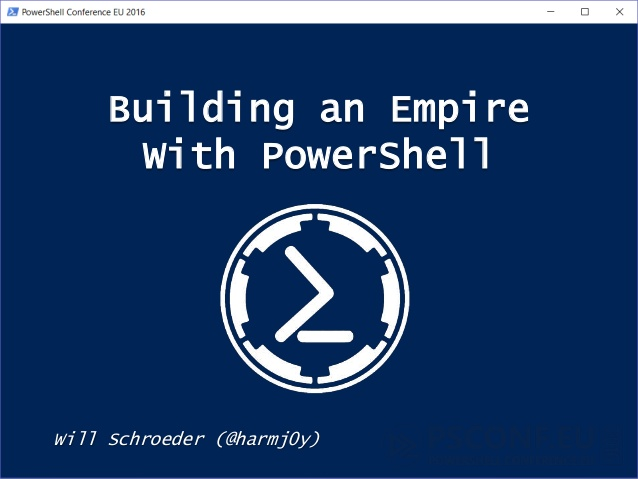 PowerShell Conference EU 2016
Building an Empire
With PowerShell
Will Schroeder (@harmj0y)